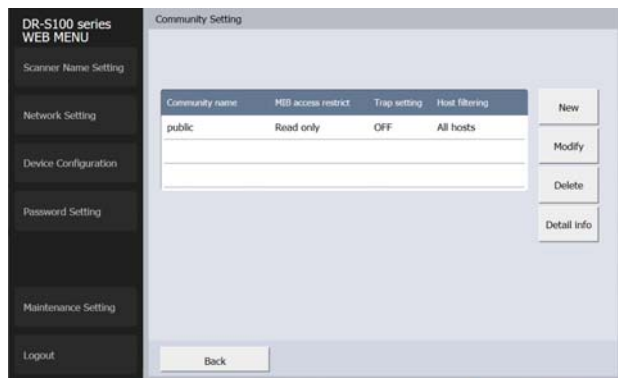 DR-S100 series
WEB MENU
Community Setting
Scanner Name Setting
Network Setting
Device Configuration
Password Setting
Maintenance Setting
Logout
Community name MIB access restrict Trap setting Host filtering
public Read only OFF All hosts
New
Modify
Delete
Detail info
Back